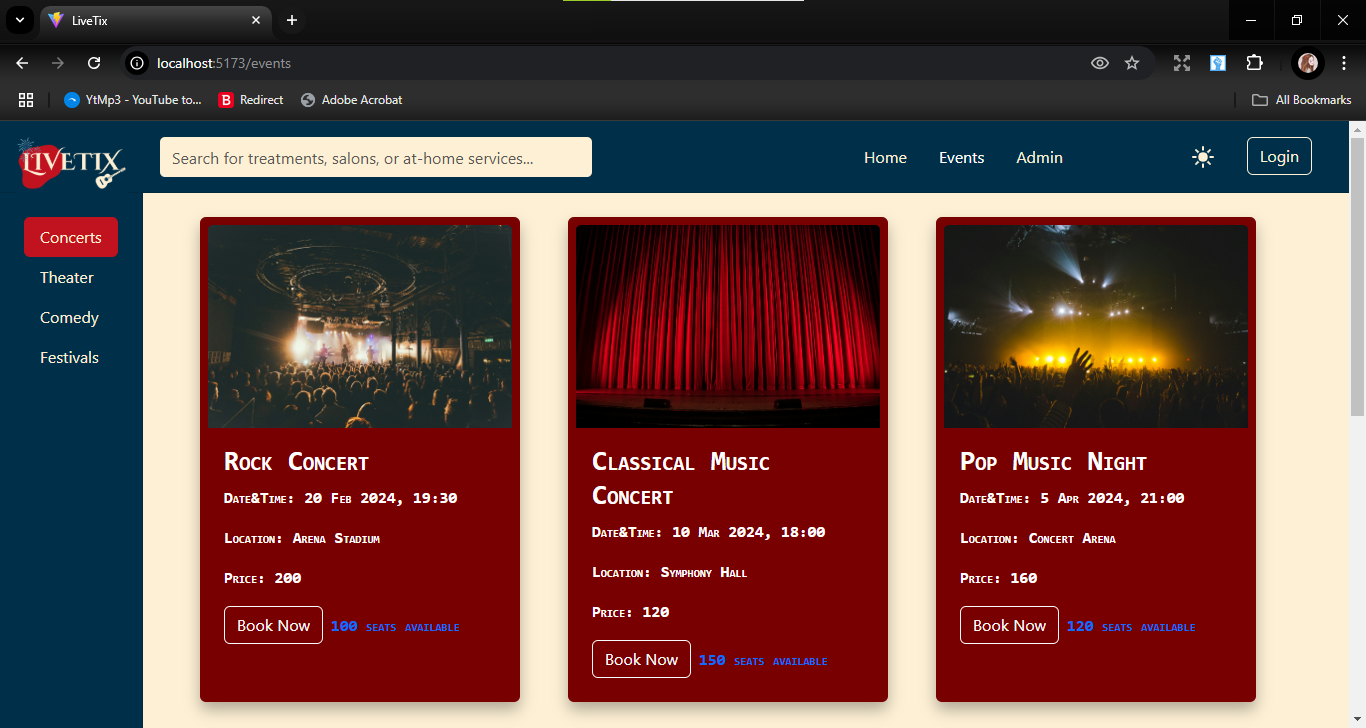 LiveTix
localhost:5173/events
YtMp3 - YouTube to...
Redirect
Adobe Acrobat
All Bookmarks
LIVETIX
Search for treatments, salons, or at-home services...
Home
Events
Admin
Login
Concerts
Theater
Comedy
Festivals
Rock Concert
Date&Time: 20 Feb 2024, 19:30
Location: Arena Stadium
Price: 200
Book Now
100 seats available
Classical Music
Concert
Date&Time: 10 Mar 2024, 18:00
Location: Symphony Hall
Price: 120
Book Now
150 seats available
Pop Music Night
Date&Time: 5 Apr 2024, 21:00
Location: Concert Arena
Price: 160
Book Now
120 seats available